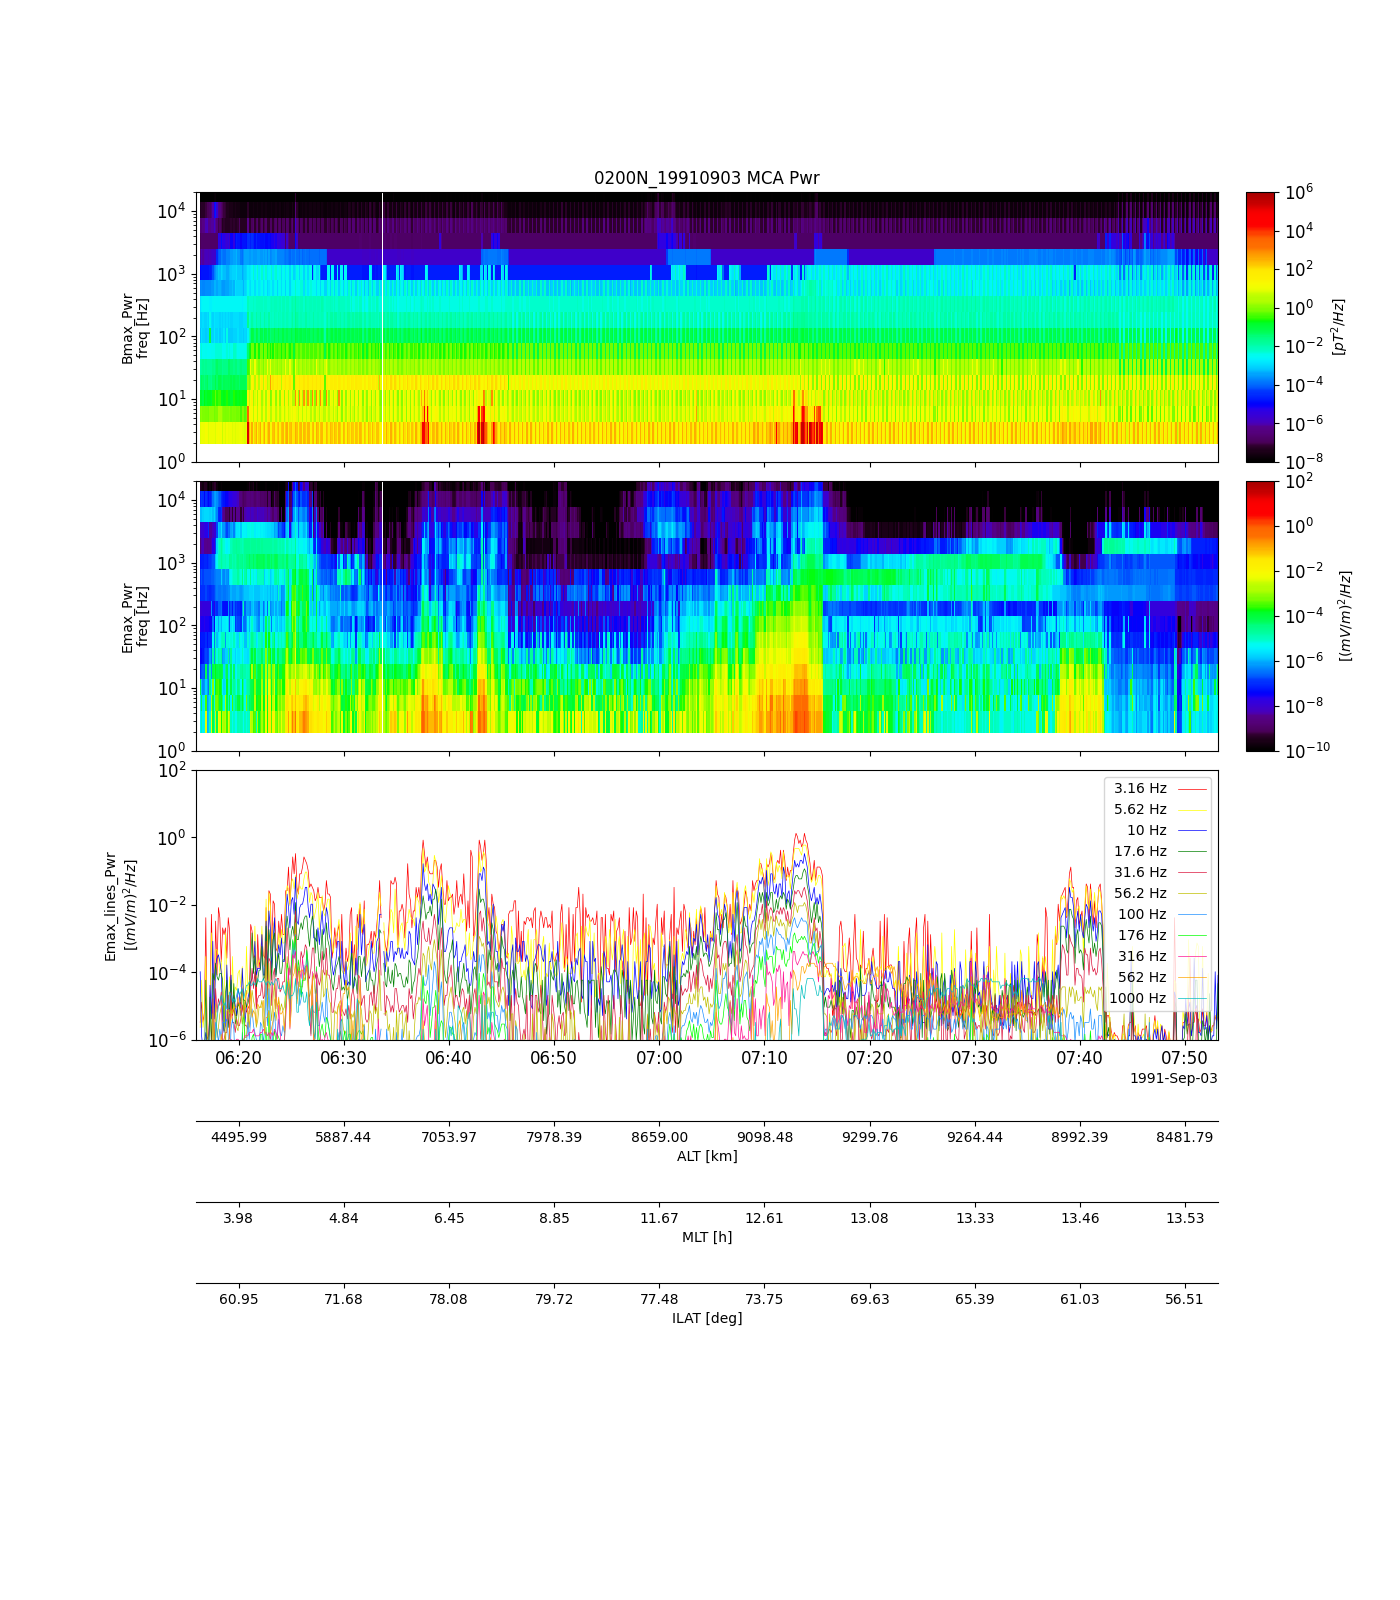 0200N_19910903 MCA Pwr
10^4
10^3
10^2
10^1
10^0
Bmax_Pwr
freq [Hz]
10^6
10^4
10^2
10^0
10^-2
10^-4
10^-6
10^-8
[pT^2/Hz]
10^4
10^3
10^2
10^1
10^0
Emax_Pwr
freq [Hz]
10^2
10^0
10^-2
10^-4
10^-6
10^-8
10^-10
[(mV/m)^2/Hz]
10^2
10^0
10^-2
10^-4
10^-6
Emax_lines_Pwr
[(mV/m)^2/Hz]
3.16 Hz
5.62 Hz
10 Hz
17.6 Hz
31.6 Hz
56.2 Hz
100 Hz
176 Hz
316 Hz
562 Hz
1000 Hz
06:20 06:30 06:40 06:50 07:00 07:10 07:20 07:30 07:40 07:50
1991-Sep-03
4495.99 5887.44 7053.97 7978.39 8659.00 9098.48 9299.76 9264.44 8992.39 8481.79
ALT [km]
3.98 4.84 6.45 8.85 11.67 12.61 13.08 13.33 13.46 13.53
MLT [h]
60.95 71.68 78.08 79.72 77.48 73.75 69.63 65.39 61.03 56.51
ILAT [deg]